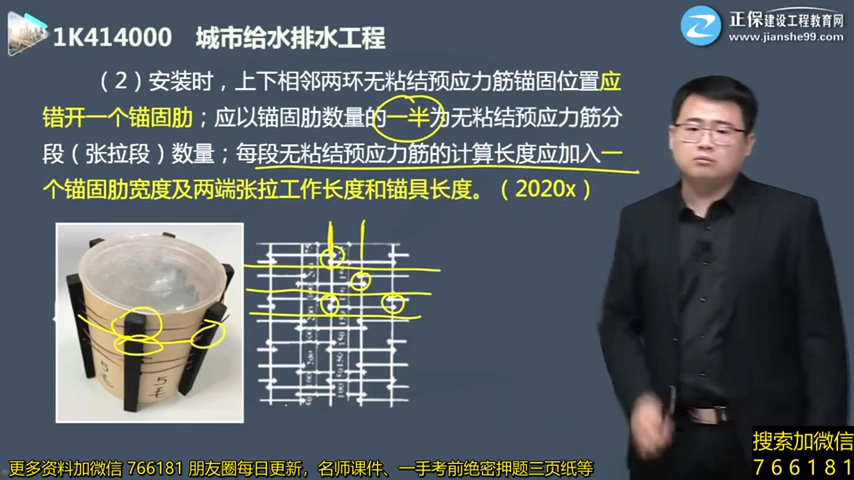 1K414000 城市给水排水工程
正保建设工程教育网
www.jianshe99.com
（2）安装时，上下相邻两环无粘结预应力筋锚固位置应
错开一个锚固肋；应以锚固肋数量的一半为无粘结预应力筋分
段（张拉段）数量；每段无粘结预应力筋的计算长度应加入一
个锚固肋宽度及两端张拉工作长度和锚具长度。（2020x）
搜索加微信
766181
更多资料加微信 766181 朋友圈每日更新，名师课件、一手考前绝密押题三页纸等